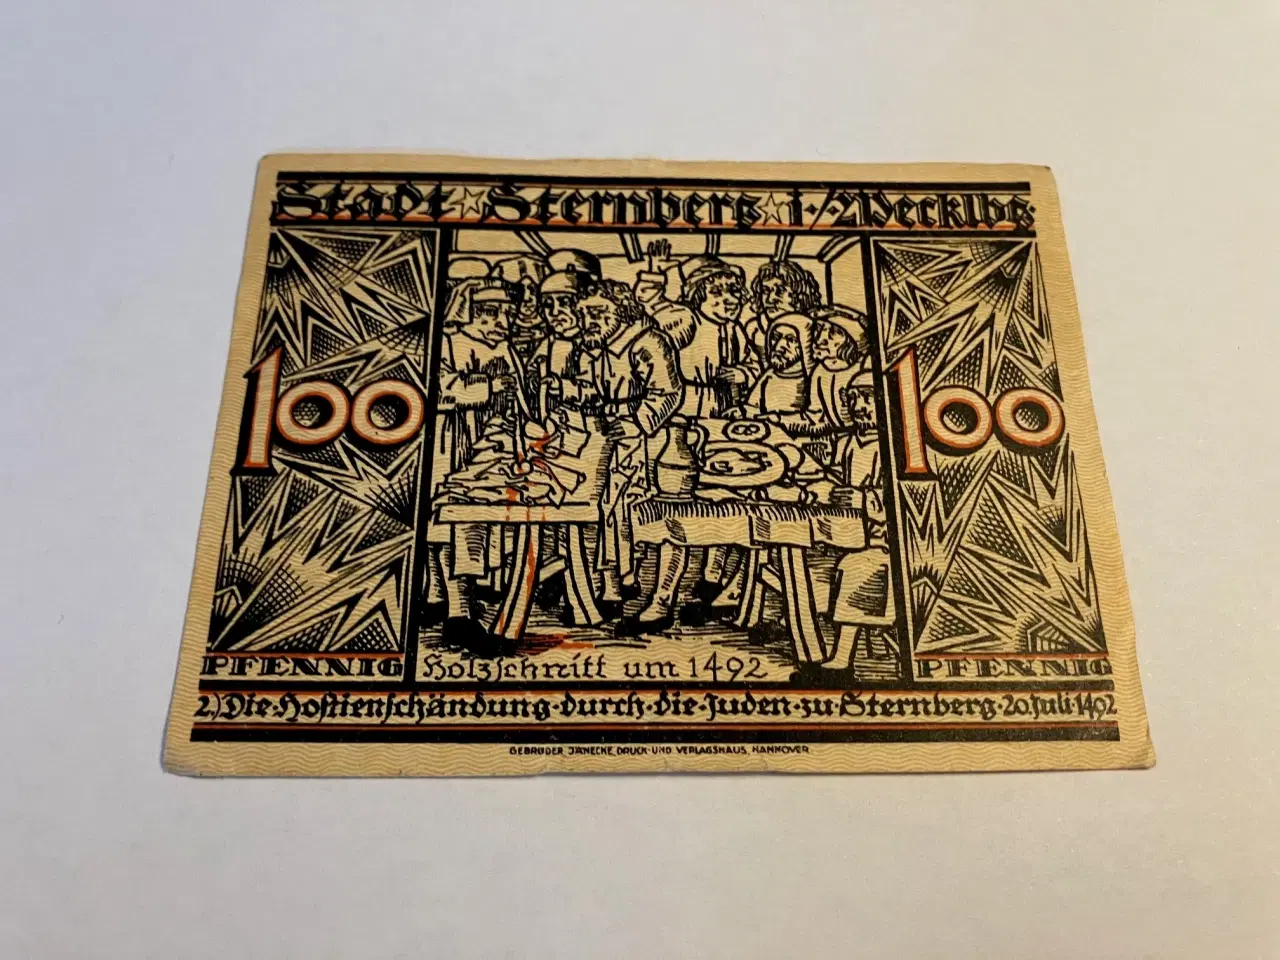 Stadt ☆ Sternberg ☆ i./Mecklbg.
100
100
PFENNIG
Holzschnitt um 1492
PFENNIG
2.) Die·Hostienschändung·durch·die·Juden·zu·Sternberg·20.Juli·1492
GEBRÜDER JÄNECKE, DRUCK-UND VERLAGSHAUS, HANNOVER